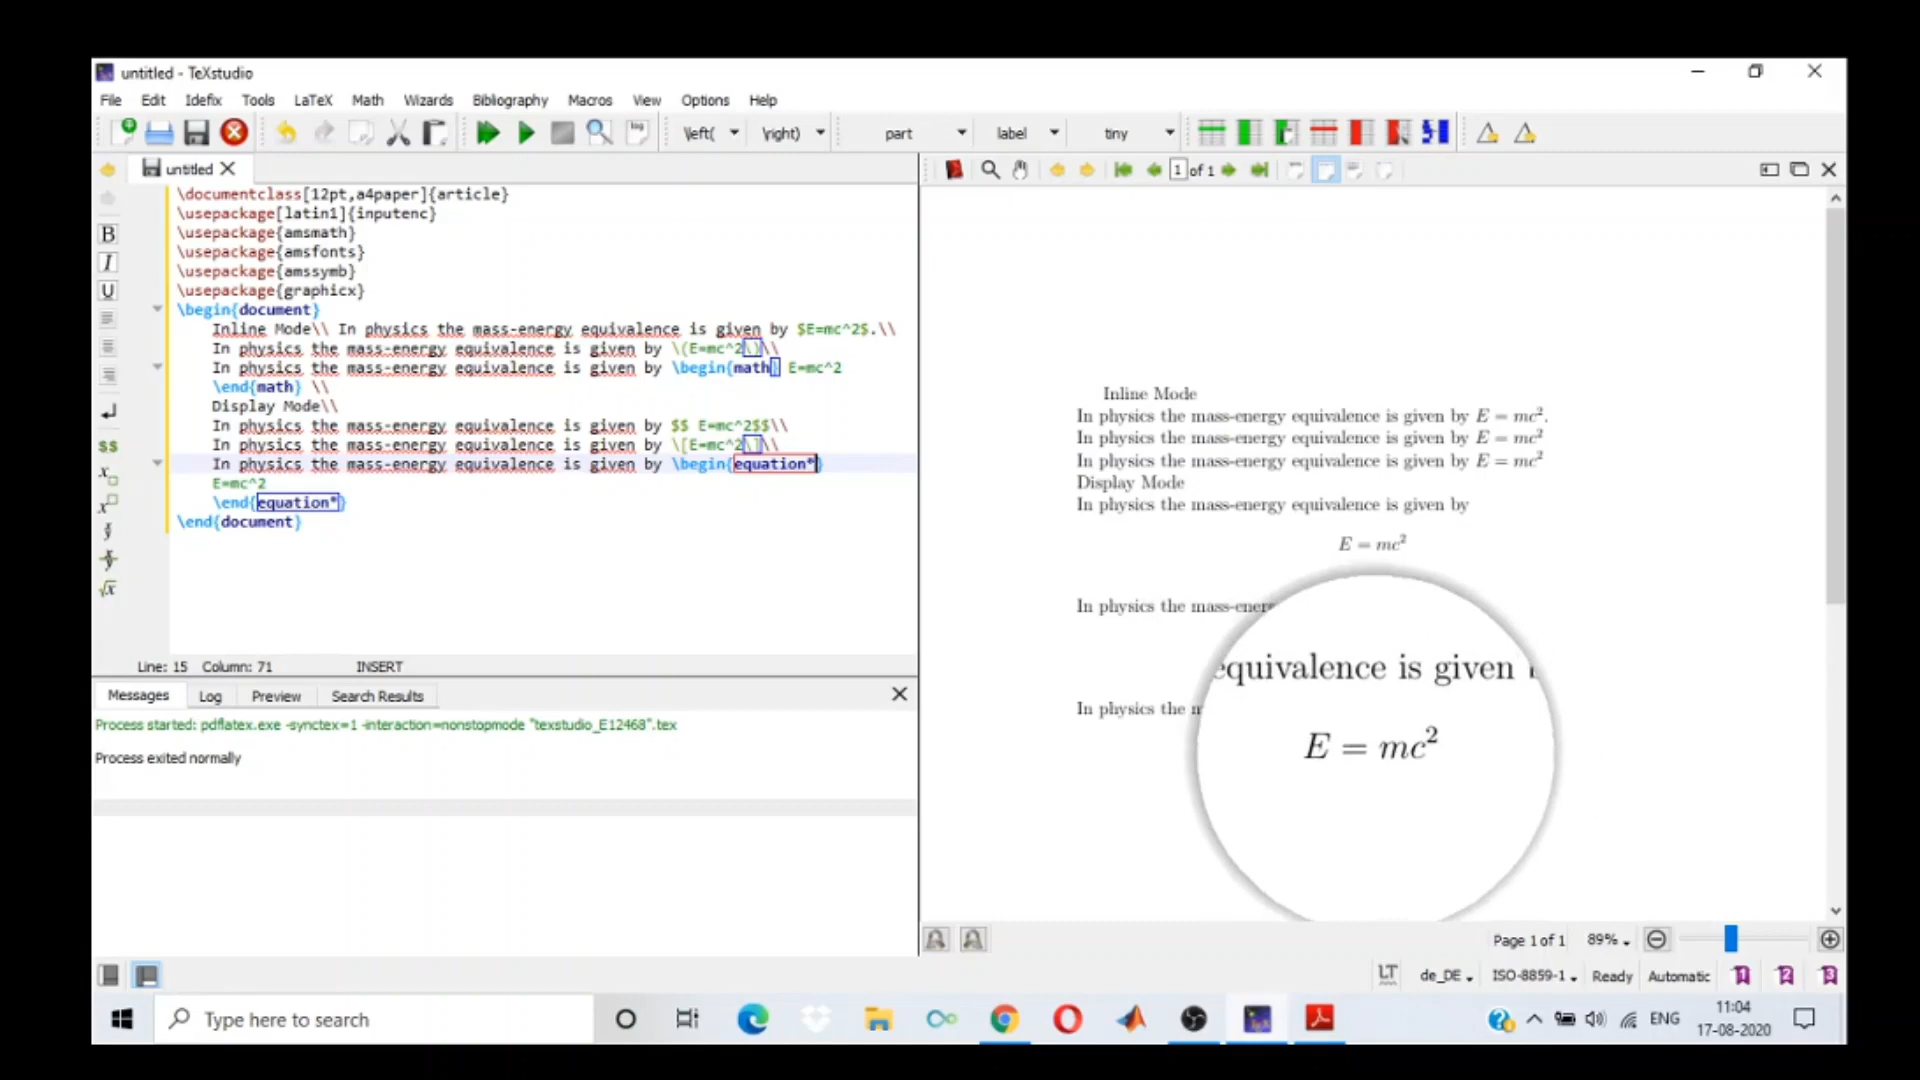 untitled - TeXstudio
File Edit Idefix Tools LaTeX Math Wizards Bibliography Macros View Options Help
\left( \right) part label tiny
untitled
1 of 1
\documentclass[12pt,a4paper]{article}
\usepackage[latin1]{inputenc}
\usepackage{amsmath}
\usepackage{amsfonts}
\usepackage{amssymb}
\usepackage{graphicx}
\begin{document}
Inline Mode\\ In physics the mass-energy equivalence is given by $E=mc^2$.\\
In physics the mass-energy equivalence is given by \(E=mc^2\)\\
In physics the mass-energy equivalence is given by \begin{math} E=mc^2
\end{math} \\
Display Mode\\
In physics the mass-energy equivalence is given by $$ E=mc^2$$\\
In physics the mass-energy equivalence is given by \[E=mc^2\]\\
In physics the mass-energy equivalence is given by \begin{equation*}
E=mc^2
\end{equation*}
\end{document}
Line: 15 Column: 71 INSERT
Messages Log Preview Search Results
Process started: pdflatex.exe -synctex=1 -interaction=nonstopmode "texstudio_E12468".tex
Process exited normally
Inline Mode
In physics the mass-energy equivalence is given by E = mc².
In physics the mass-energy equivalence is given by E = mc²
In physics the mass-energy equivalence is given by E = mc²
Display Mode
In physics the mass-energy equivalence is given by
E = mc²
In physics the mass-ener
equivalence is given
In physics the
E = mc²
Page 1 of 1 89%
LT de_DE ISO-8859-1 Ready Automatic 1 2 3
Type here to search
ENG
11:04
17-08-2020